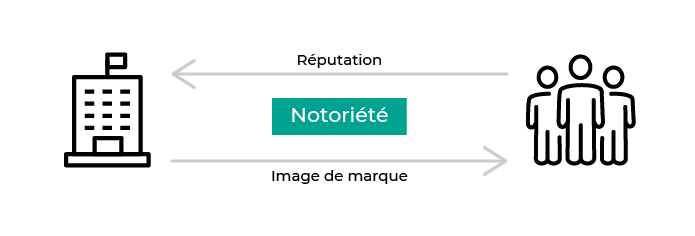 Réputation
Notoriété
Image de marque